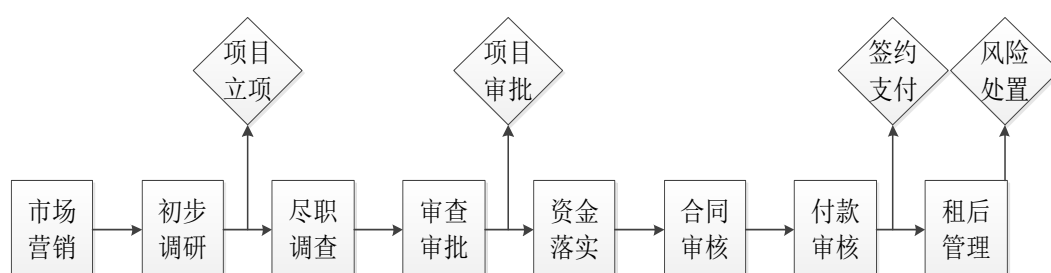 项目
立项
项目
审批
签约
支付
风险
处置
市场
营销
初步
调研
尽职
调查
审查
审批
资金
落实
合同
审核
付款
审核
租后
管理